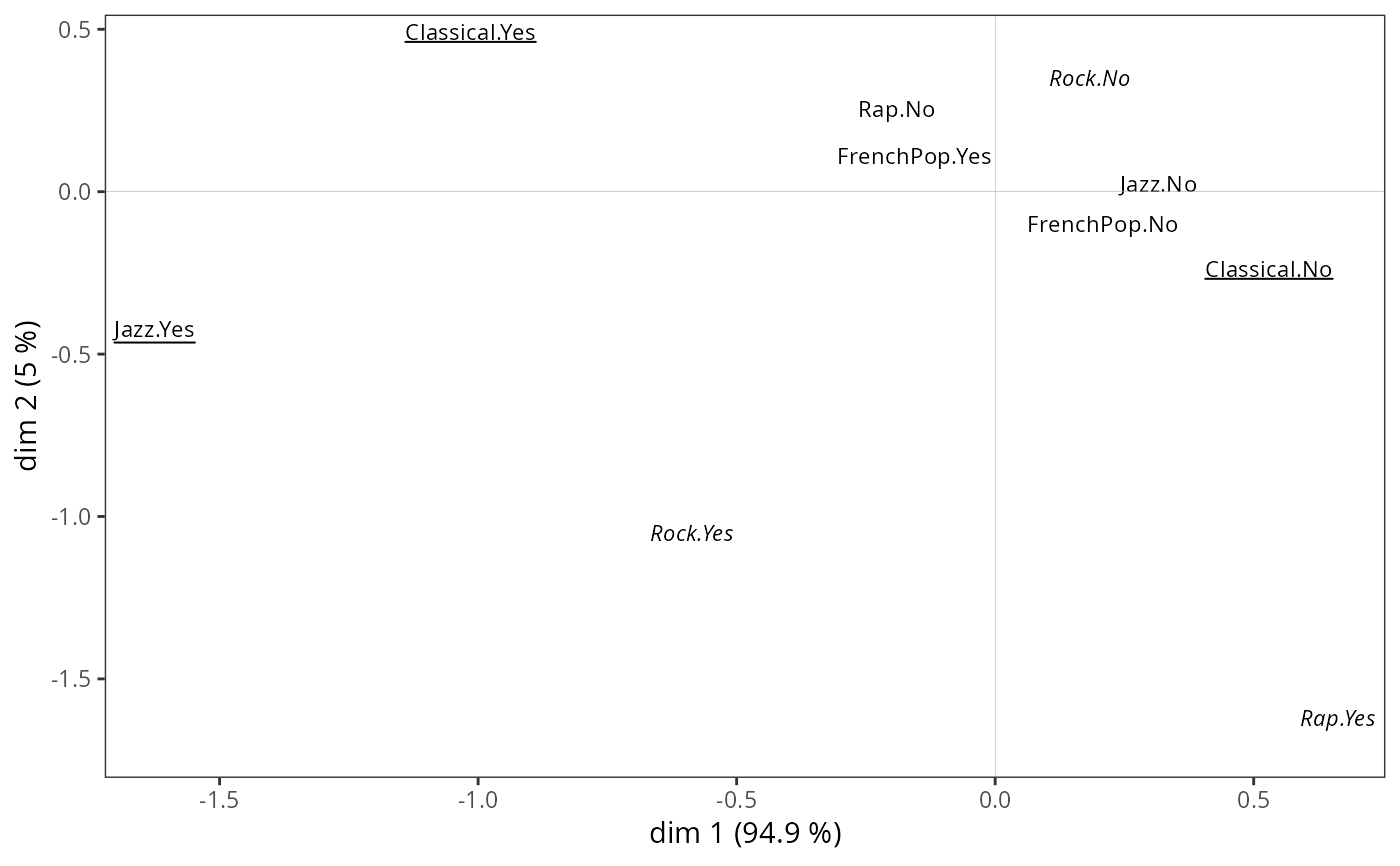 0.5
Classical.Yes
Rock.No
Rap.No
FrenchPop.Yes
Jazz.No
0.0
FrenchPop.No
Classical.No
Jazz.Yes
-0.5
dim 2 (5 %)
-1.0
Rock.Yes
-1.5
Rap.Yes
-1.5 -1.0 -0.5 0.0 0.5
dim 1 (94.9 %)